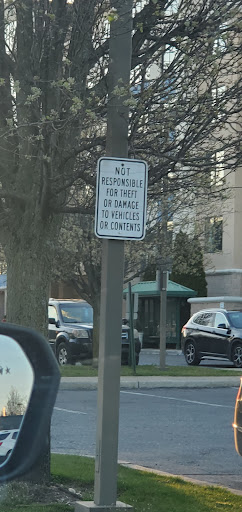 NOT
RESPONSIBLE
FOR THEFT
OR DAMAGE
TO VEHICLES
OR CONTENTS